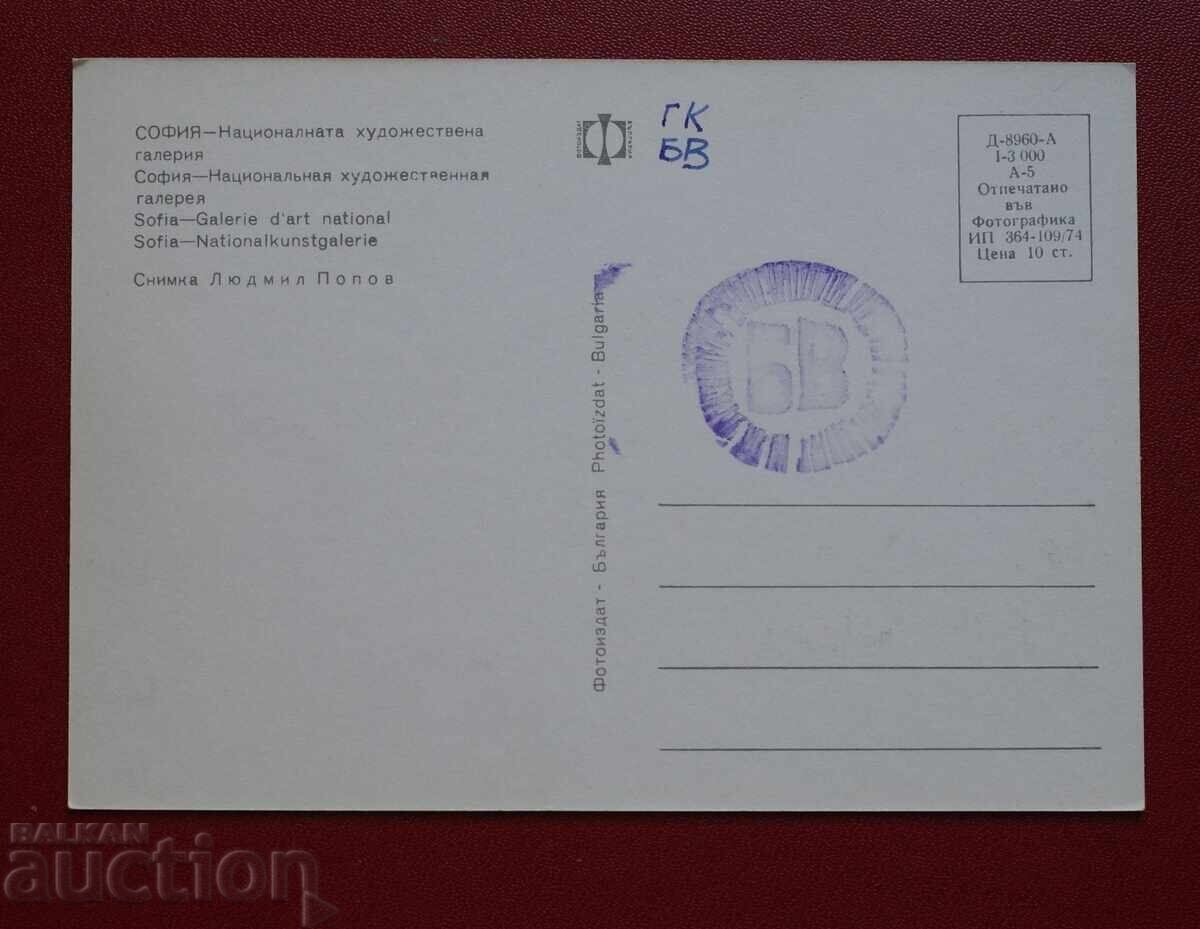 СОФИЯ—Националната художествена
галерия
София—Национальная художественная
галерея
Sofia—Galerie d'art national
Sofia—Nationalkunstgalerie
Снимка Людмил Попов
ФОТОИЗДАТ
ГК
БВ
Д-8960-А
I-3 000
А-5
Отпечатано
във
Фотографика
ИП 364-109/74
Цена 10 ст.
БВ
Фотоиздат - България Photoïzdat - Bulgaria
BALKAN
auction